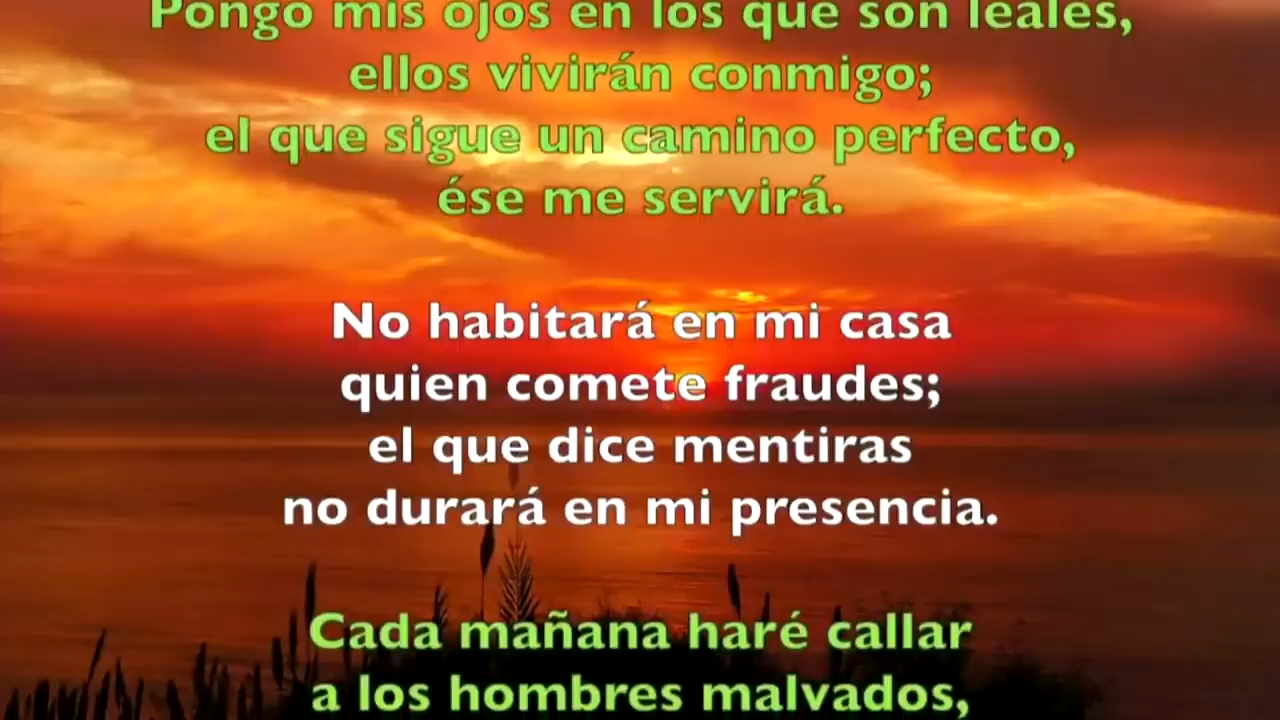 Pongo mis ojos en los que son leales,
ellos vivirán conmigo;
el que sigue un camino perfecto,
ése me servirá.
No habitará en mi casa
quien comete fraudes;
el que dice mentiras
no durará en mi presencia.
Cada mañana haré callar
a los hombres malvados,